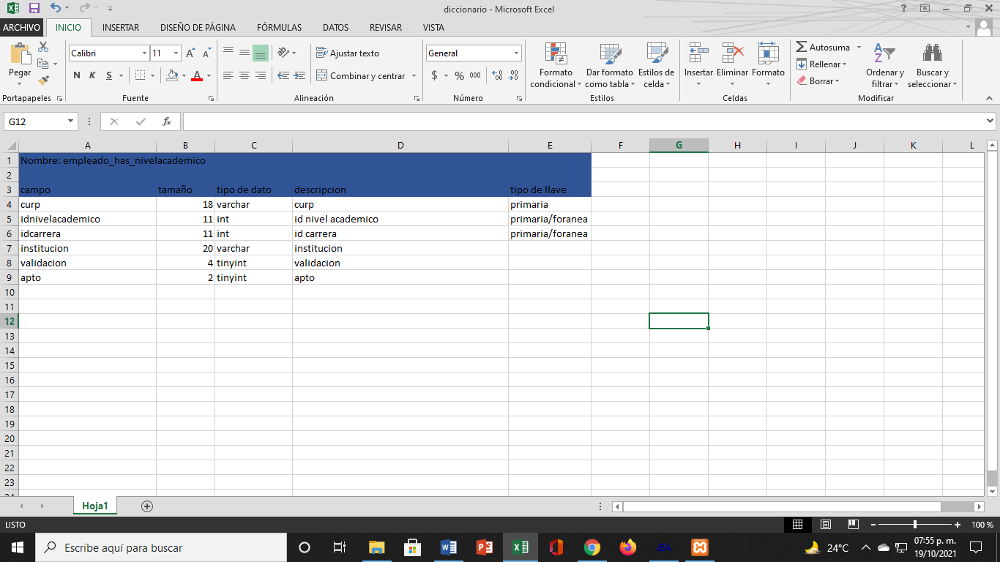 diccionario - Microsoft Excel
ARCHIVO INICIO INSERTAR DISEÑO DE PÁGINA FÓRMULAS DATOS REVISAR VISTA
Pegar
Portapapeles
Calibri 11
N K S A
Fuente
Ajustar texto
Combinar y centrar
Alineación
General
$ % 000
Número
Formato condicional
Dar formato como tabla
Estilos de celda
Estilos
Insertar Eliminar Formato
Celdas
Autosuma
Rellenar
Borrar
Ordenar y filtrar
Buscar y seleccionar
Modificar
G12 fx
A B C D E F G H I J K L
1 Nombre: empleado_has_nivelacademico
2
3 campo tamaño tipo de dato descripcion tipo de llave
4 curp 18 varchar curp primaria
5 idnivelacademico 11 int id nivel academico primaria/foranea
6 idcarrera 11 int id carrera primaria/foranea
7 institucion 20 varchar institucion
8 validacion 4 tinyint validacion
9 apto 2 tinyint apto
10
11
12
13
14
15
16
17
18
19
20
21
22
23
24
Hoja1
LISTO 100 %
Escribe aquí para buscar
24°C
07:55 p. m.
19/10/2021